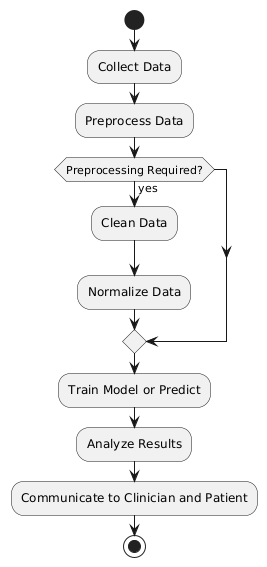 Collect Data
Preprocess Data
Preprocessing Required?
yes
Clean Data
Normalize Data
Train Model or Predict
Analyze Results
Communicate to Clinician and Patient